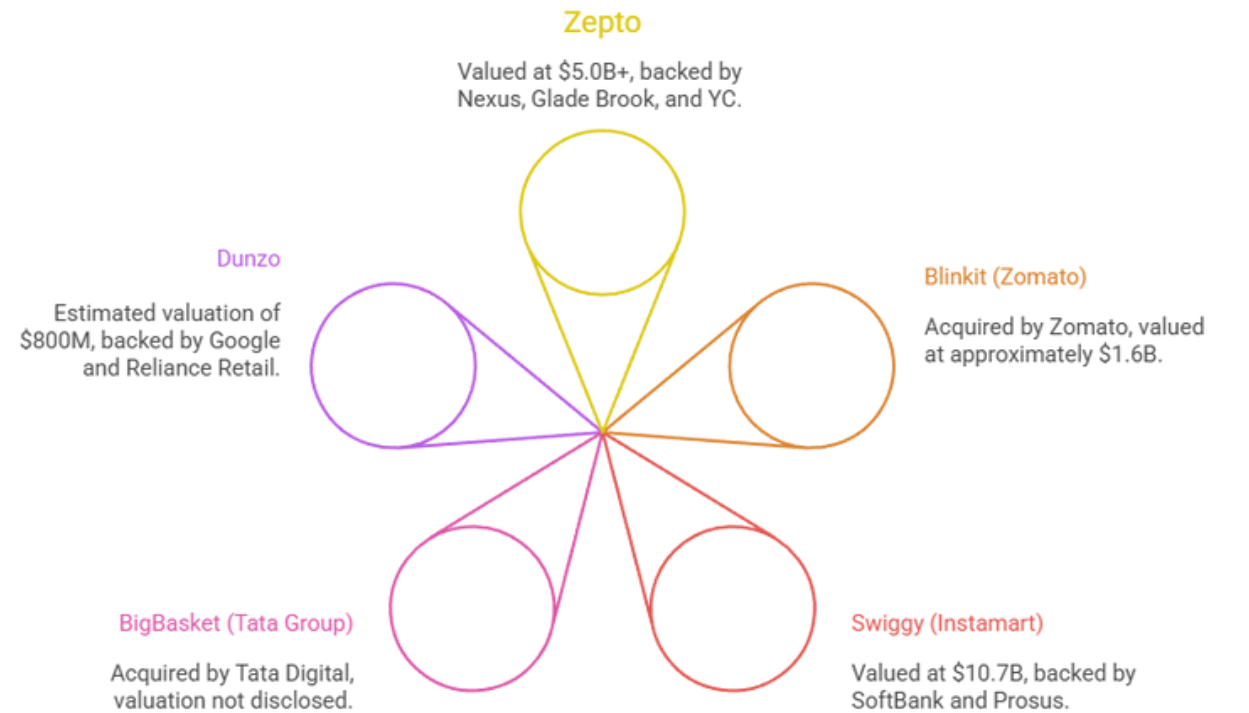 Zepto
Valued at $5.0B+, backed by
Nexus, Glade Brook, and YC.
Dunzo
Estimated valuation of
$800M, backed by Google
and Reliance Retail.
Blinkit (Zomato)
Acquired by Zomato, valued
at approximately $1.6B.
BigBasket (Tata Group)
Acquired by Tata Digital,
valuation not disclosed.
Swiggy (Instamart)
Valued at $10.7B, backed by
SoftBank and Prosus.